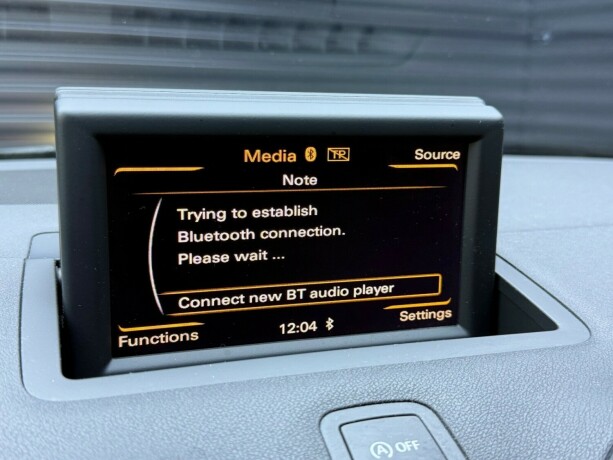 Media TR
Source
Note
Trying to establish
Bluetooth connection.
Please wait ...
Connect new BT audio player
Functions
12:04
Settings
(A) OFF